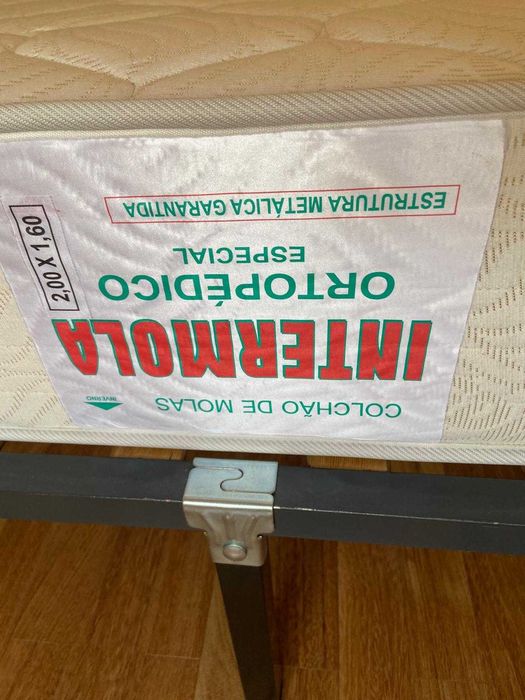 COLCHÃO DE MOLAS
INVERNO
INTERMOLA
ORTOPÉDICO
ESPECIAL
ESTRUTURA METÁLICA GARANTIDA
2,00 X 1,60